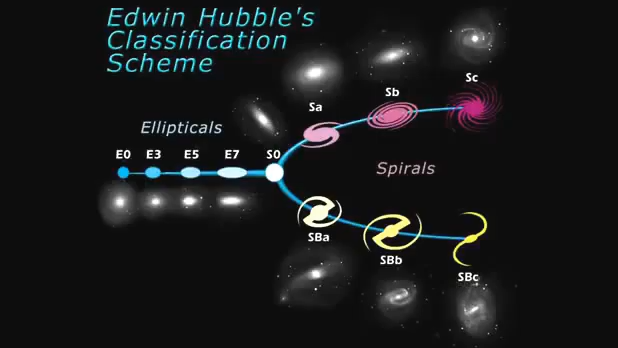 Edwin Hubble's
Classification
Scheme
Ellipticals
E0 E3 E5 E7 S0
Sa Sb Sc
Spirals
SBa SBb SBc